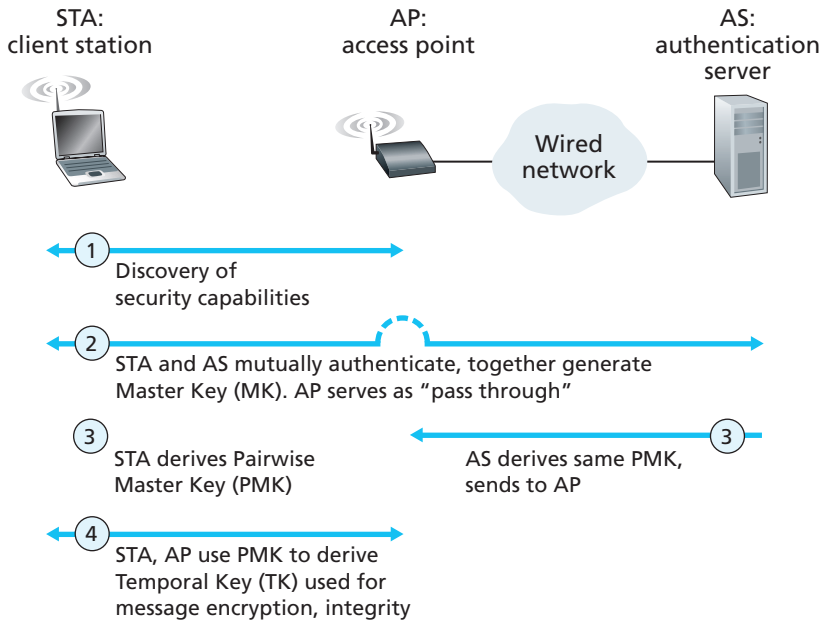 STA:
client station
AP:
access point
AS:
authentication
server
Wired
network
1
Discovery of
security capabilities
2
STA and AS mutually authenticate, together generate
Master Key (MK). AP serves as “pass through”
3
STA derives Pairwise
Master Key (PMK)
3
AS derives same PMK,
sends to AP
4
STA, AP use PMK to derive
Temporal Key (TK) used for
message encryption, integrity